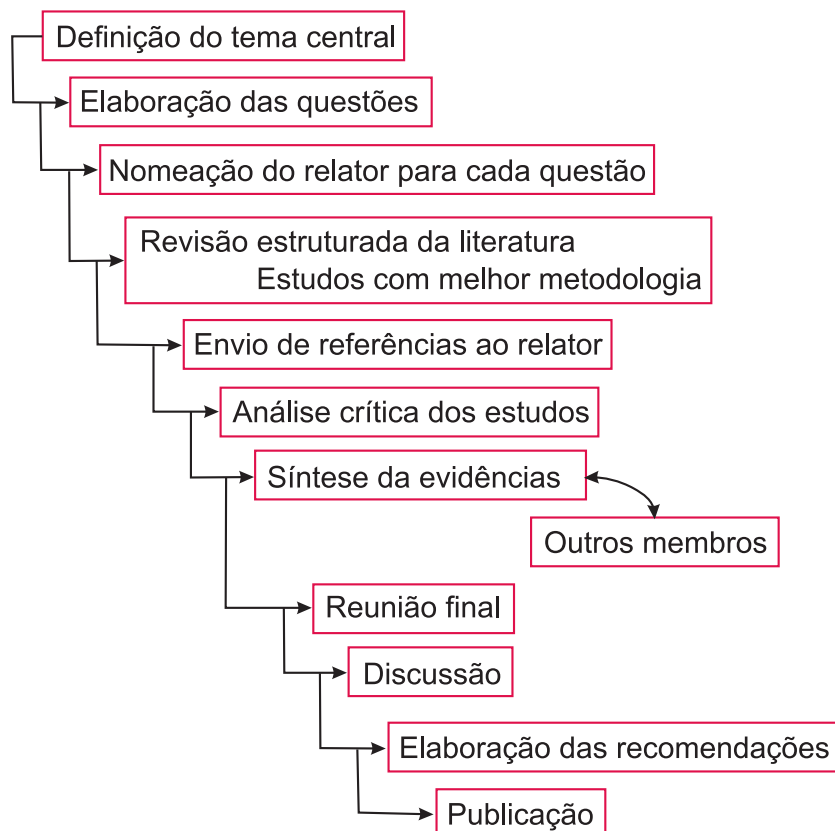 Definição do tema central
Elaboração das questões
Nomeação do relator para cada questão
Revisão estruturada da literatura
Estudos com melhor metodologia
Envio de referências ao relator
Análise crítica dos estudos
Síntese da evidências
Outros membros
Reunião final
Discussão
Elaboração das recomendações
Publicação